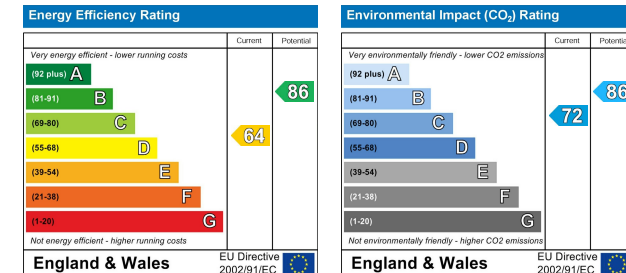 Energy Efficiency Rating
Current Potential
Very energy efficient - lower running costs
(92 plus) A
(81-91) B
86
(69-80) C
64
(55-68) D
(39-54) E
(21-38) F
(1-20) G
Not energy efficient - higher running costs
England & Wales
EU Directive
2002/91/EC
Environmental Impact (CO₂) Rating
Current Potential
Very environmentally friendly - lower CO2 emissions
(92 plus) A
(81-91) B
86
(69-80) C
72
(55-68) D
(39-54) E
(21-38) F
(1-20) G
Not environmentally friendly - higher CO2 emissions
England & Wales
EU Directive
2002/91/EC